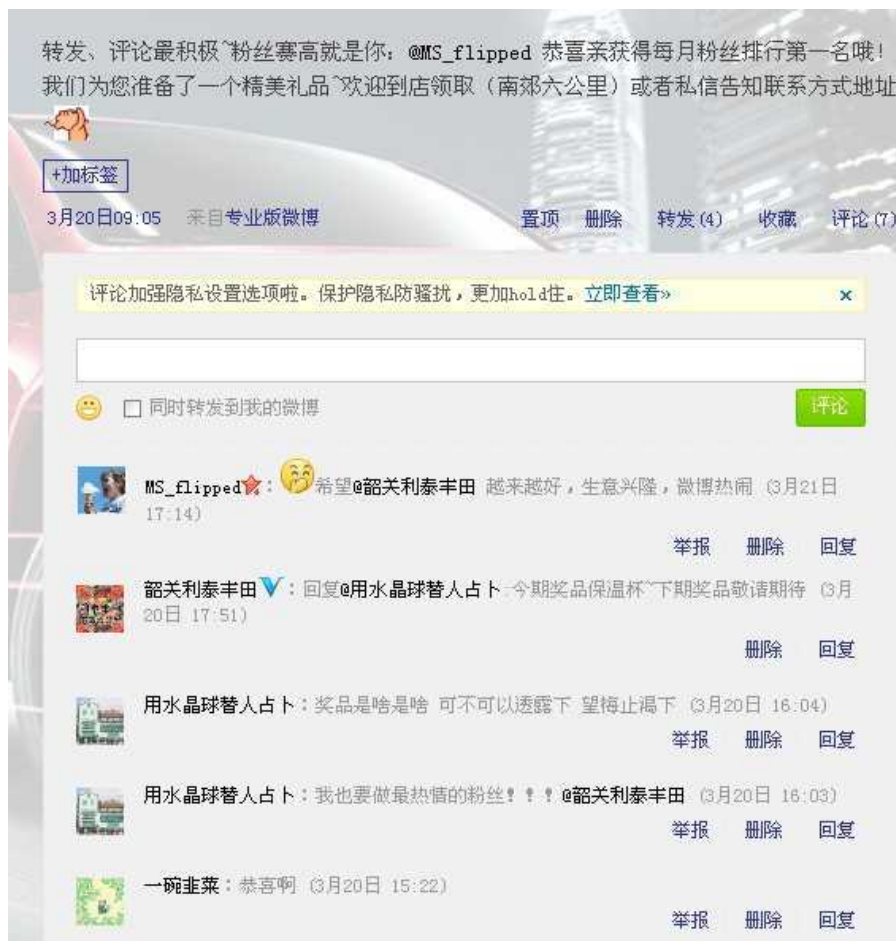 转发、评论最积极~粉丝赛高就是你：@MS_flipped 恭喜亲获得每月粉丝排行第一名哦！
我们为您准备了一个精美礼品~欢迎到店领取（南郊六公里）或者私信告知联系方式地址
+加标签
3月20日09:05 来自专业版微博 置顶 删除 转发(4) 收藏 评论(7)
评论加强隐私设置选项啦。保护隐私防骚扰，更加hold住。立即查看» ×
同时转发到我的微博 评论
MS_flipped：希望@韶关利泰丰田 越来越好，生意兴隆，微博热闹 (3月21日
17:14)
举报 删除 回复
韶关利泰丰田：回复@用水晶球替人占卜:今期奖品保温杯~下期奖品敬请期待 (3月
20日 17:51)
删除 回复
用水晶球替人占卜：奖品是啥是啥 可不可以透露下 望梅止渴下 (3月20日 16:04)
举报 删除 回复
用水晶球替人占卜：我也要做最热情的粉丝！！！@韶关利泰丰田 (3月20日 16:03)
举报 删除 回复
一碗韭菜：恭喜啊 (3月20日 15:22)
举报 删除 回复